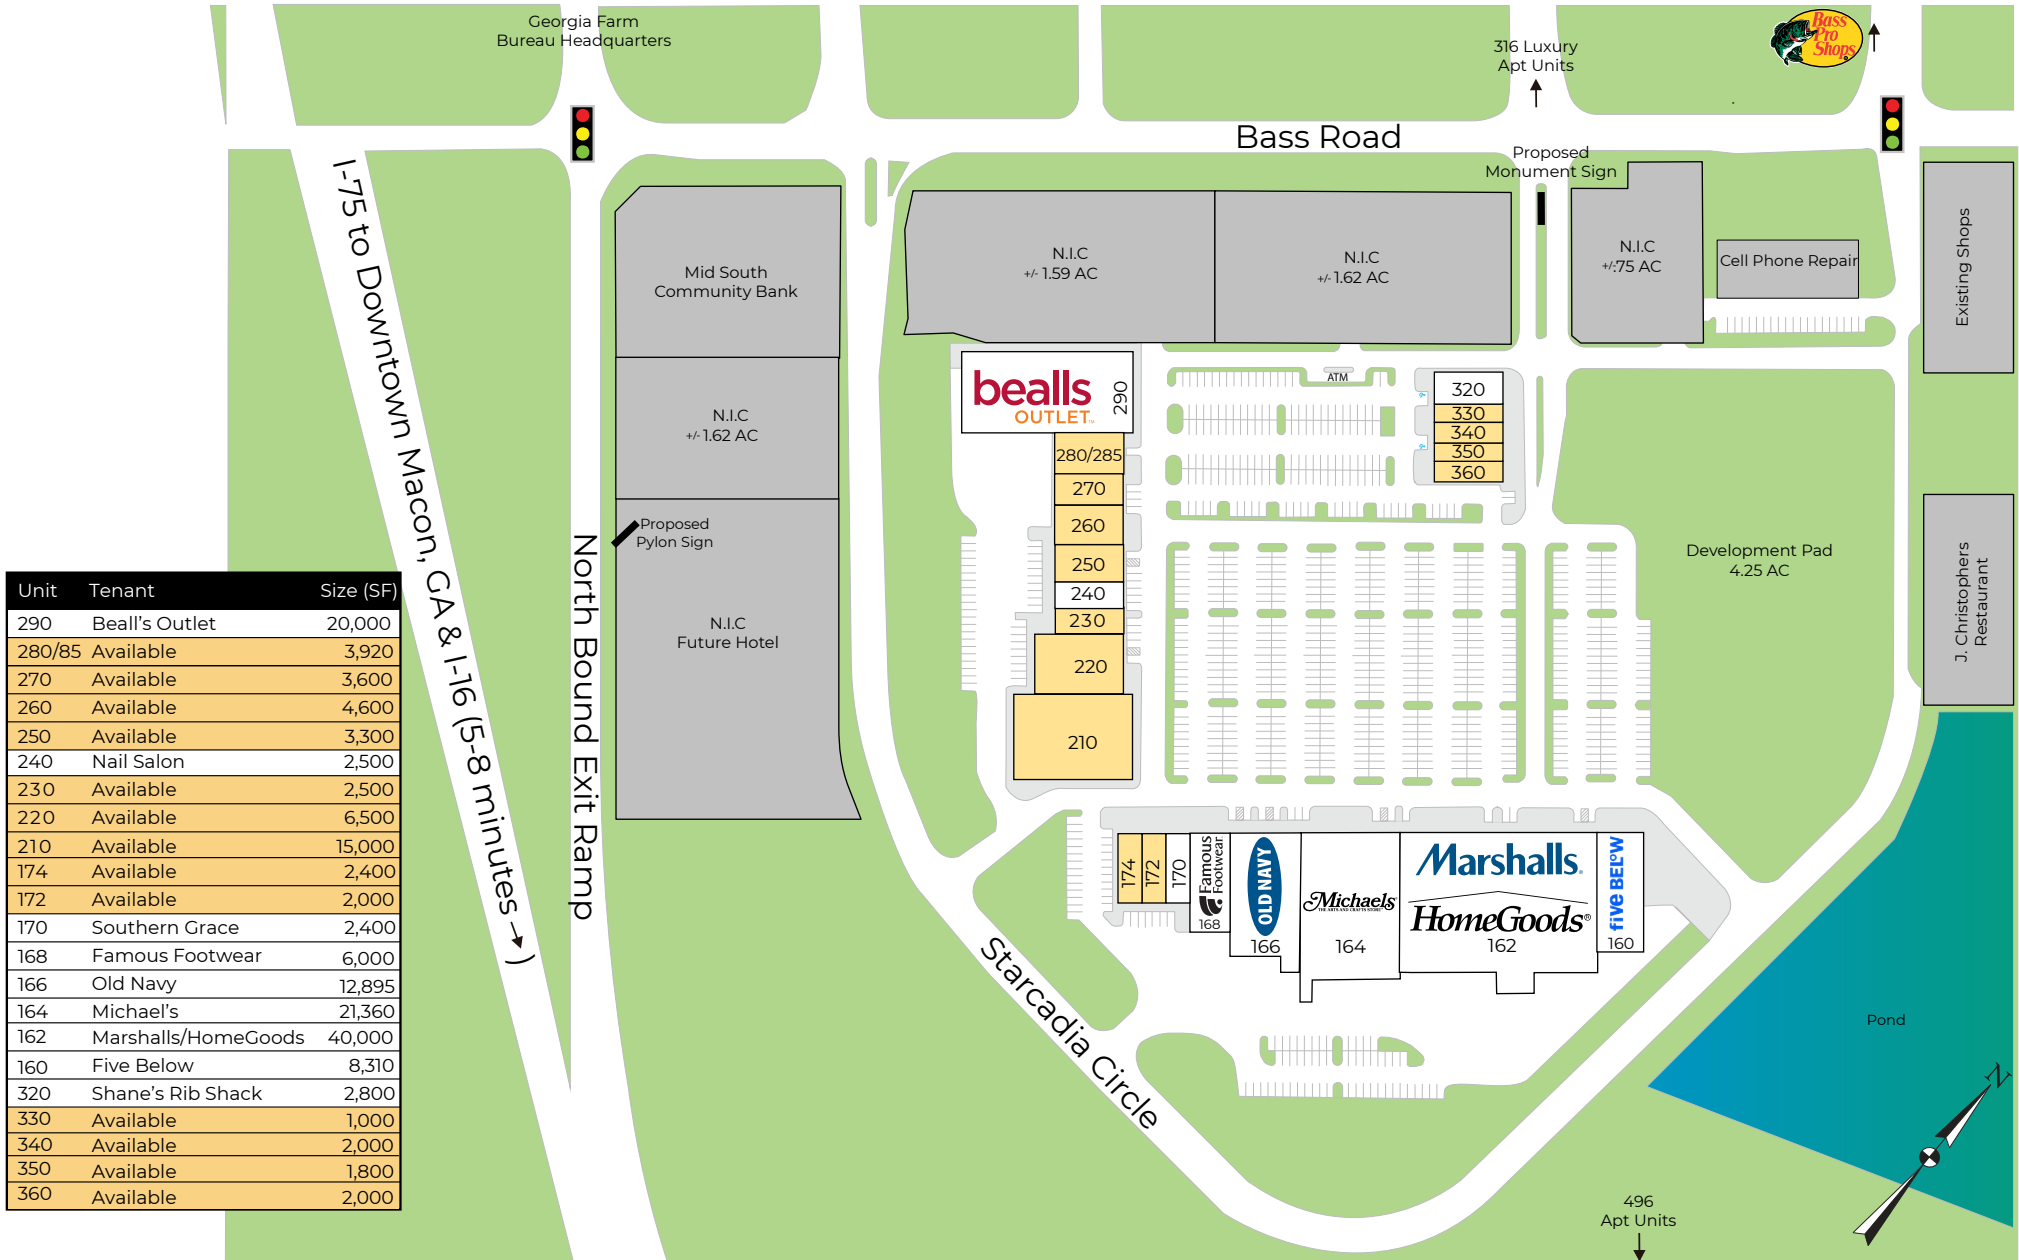 Georgia Farm
Bureau Headquarters
316 Luxury
Apt Units
Bass
Pro
Shops
Bass Road
Proposed
Monument Sign
I-75 to Downtown Macon, GA & I-16 (5-8 minutes → )
North Bound Exit Ramp
Mid South
Community Bank
N.I.C
+/- 1.62 AC
Proposed
Pylon Sign
N.I.C
Future Hotel
N.I.C
+/- 1.59 AC
N.I.C
+/- 1.62 AC
N.I.C
+/-.75 AC
Cell Phone Repair
Existing Shops
J. Christophers
Restaurant
bealls
OUTLET™
290
280/285
270
260
250
240
230
220
210
ATM
320
330
340
350
360
Development Pad
4.25 AC
174
172
170
Famous
Footwear
168
OLD NAVY
166
Michaels
THE ARTS AND CRAFTS STORE
164
Marshalls.
HomeGoods®
162
five BEL°W
160
Starcadia Circle
Pond
N
496
Apt Units
Unit Tenant Size (SF)
290 Beall's Outlet 20,000
280/85 Available 3,920
270 Available 3,600
260 Available 4,600
250 Available 3,300
240 Nail Salon 2,500
230 Available 2,500
220 Available 6,500
210 Available 15,000
174 Available 2,400
172 Available 2,000
170 Southern Grace 2,400
168 Famous Footwear 6,000
166 Old Navy 12,895
164 Michael's 21,360
162 Marshalls/HomeGoods 40,000
160 Five Below 8,310
320 Shane's Rib Shack 2,800
330 Available 1,000
340 Available 2,000
350 Available 1,800
360 Available 2,000